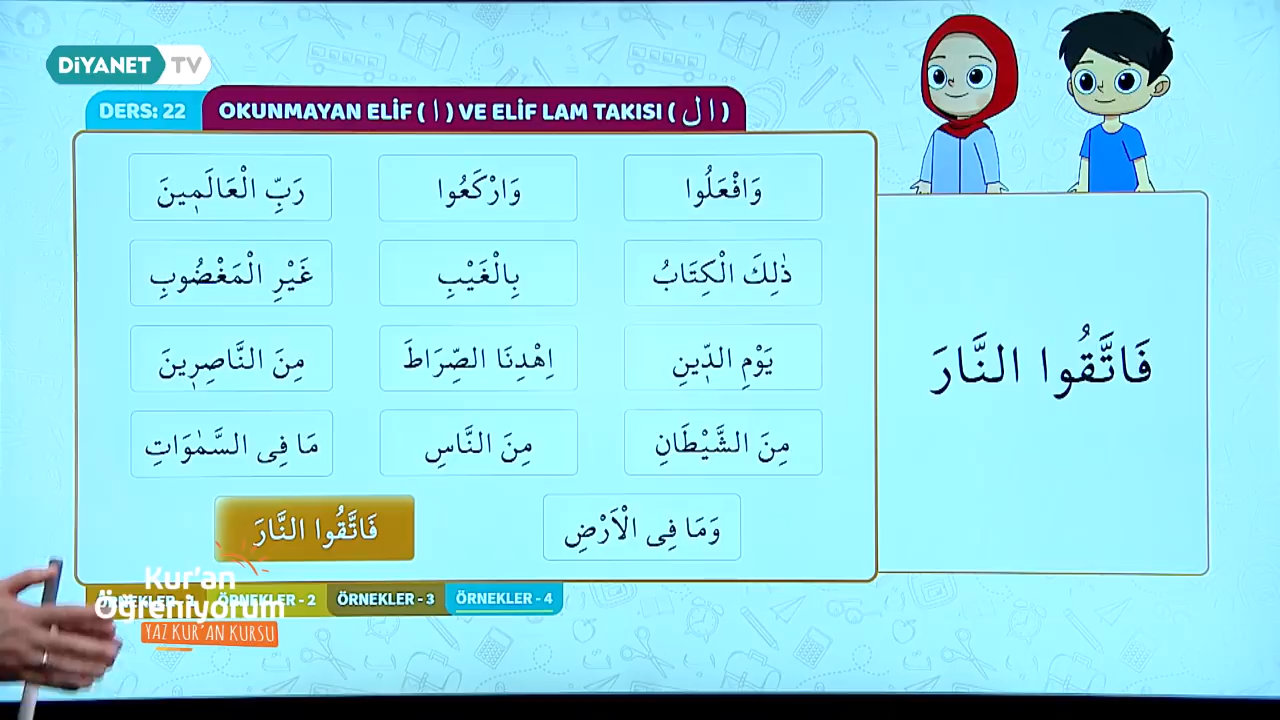 DİYANET TV
DERS: 22
OKUNMAYAN ELİF ( ا ) VE ELİF LAM TAKISI ( ال )
وَافْعَلُوا
وَارْكَعُوا
رَبِّ الْعَالَمٖينَ
ذٰلِكَ الْكِتَابُ
بِالْغَيْبِ
غَيْرِ الْمَغْضُوبِ
يَوْمِ الدّٖينِ
اِهْدِنَا الصِّرَاطَ
مِنَ النَّاصِرٖينَ
مِنَ الشَّيْطَانِ
مِنَ النَّاسِ
مَا فِى السَّمٰوَاتِ
وَمَا فِى الْاَرْضِ
فَاتَّقُوا النَّارَ
فَاتَّقُوا النَّارَ
ÖRNEKLER - 1
ÖRNEKLER - 2
ÖRNEKLER - 3
ÖRNEKLER - 4
Kur'an
Öğreniyorum
YAZ KUR'AN KURSU